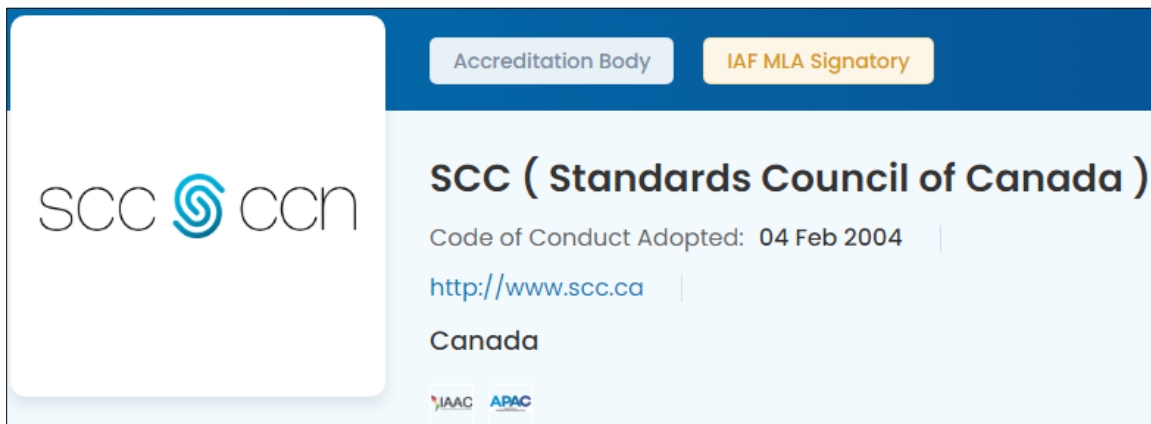 Accreditation Body
IAF MLA Signatory
scc ccn
SCC ( Standards Council of Canada )
Code of Conduct Adopted: 04 Feb 2004
http://www.scc.ca
Canada
IAAC
APAC